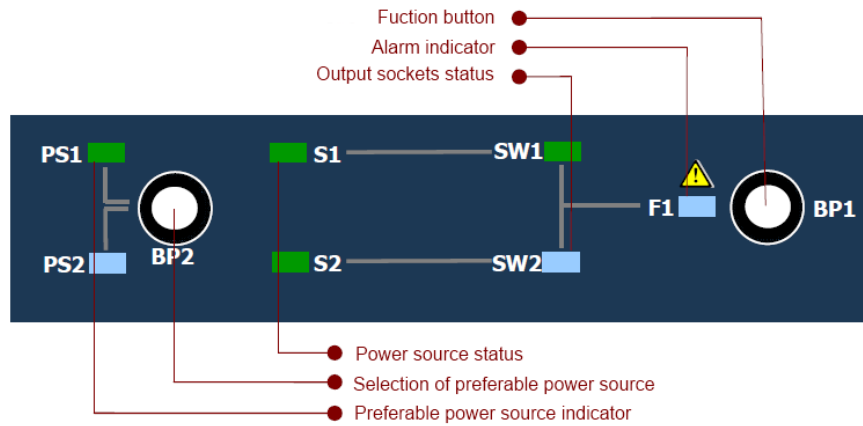 Fuction button
Alarm indicator
Output sockets status
PS1
S1
SW1
F1
BP1
BP2
PS2
S2
SW2
Power source status
Selection of preferable power source
Preferable power source indicator